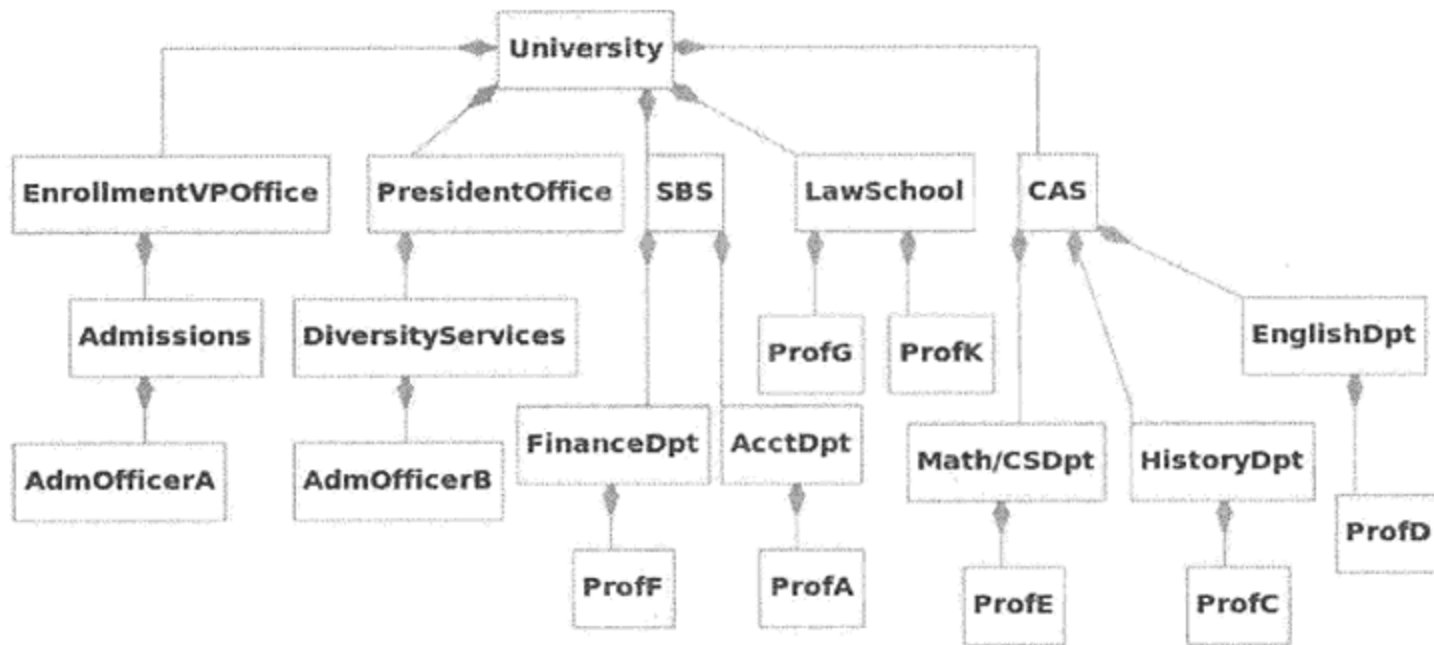 University
EnrollmentVPOffice
PresidentOffice
SBS
LawSchool
CAS
Admissions
DiversityServices
ProfG
ProfK
EnglishDpt
FinanceDpt
AcctDpt
Math/CSDpt
HistoryDpt
AdmOfficerA
AdmOfficerB
ProfD
ProfF
ProfA
ProfE
ProfC